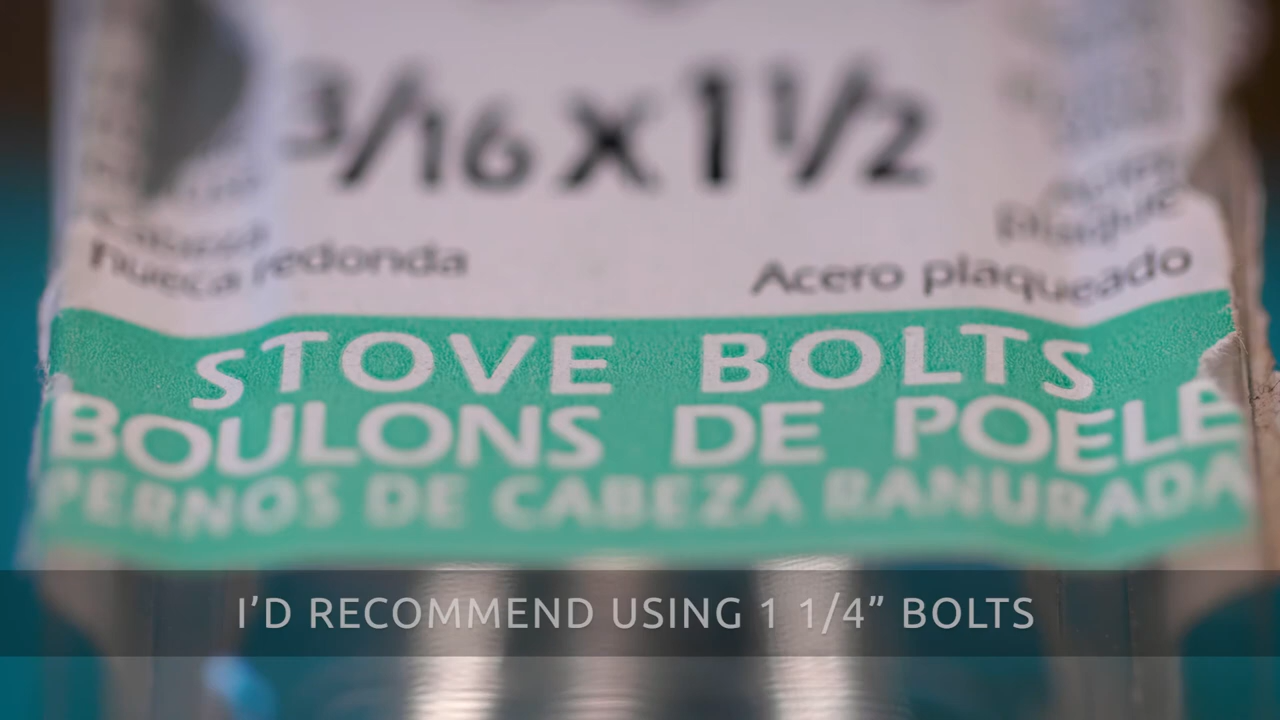 3/16 X 1 1/2
hueca redonda
Acero plaqueado
STOVE BOLTS
BOULONS DE POELE
PERNOS DE CABEZA RANURADA
I’D RECOMMEND USING 1 1/4” BOLTS